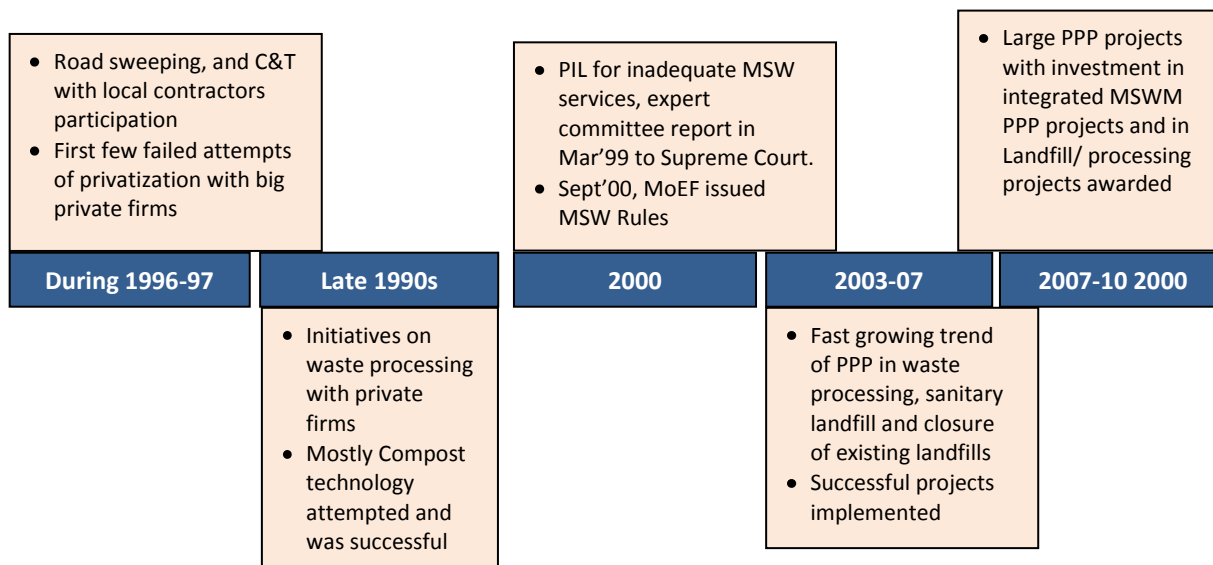 • Road sweeping, and C&T
with local contractors
participation
• First few failed attempts
of privatization with big
private firms
During 1996-97
Late 1990s
• Initiatives on
waste processing
with private
firms
• Mostly Compost
technology
attempted and
was successful
• PIL for inadequate MSW
services, expert
committee report in
Mar’99 to Supreme Court.
• Sept’00, MoEF issued
MSW Rules
2000
2003-07
• Fast growing trend
of PPP in waste
processing, sanitary
landfill and closure
of existing landfills
• Successful projects
implemented
• Large PPP projects
with investment in
integrated MSWM
PPP projects and in
Landfill/ processing
projects awarded
2007-10 2000